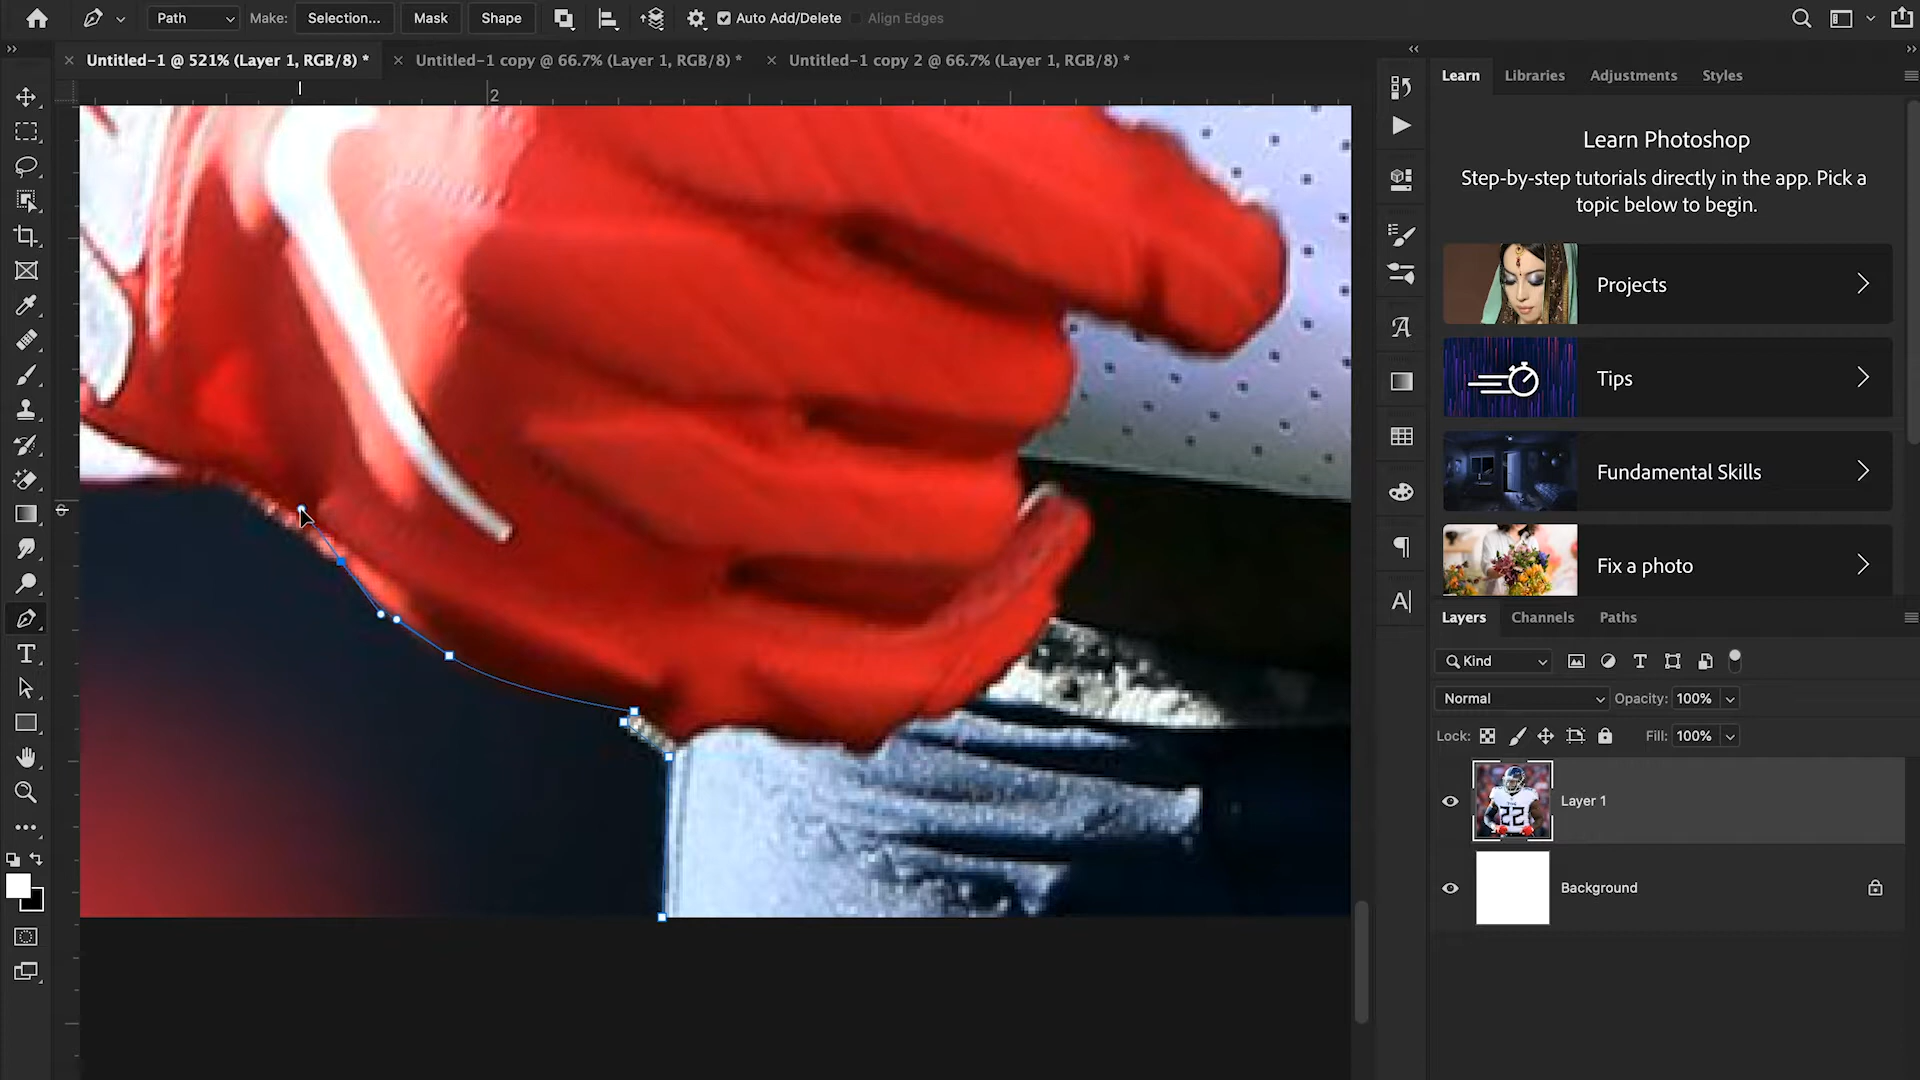 Path
Make:
Selection...
Mask
Shape
Auto Add/Delete
Align Edges
Untitled-1 @ 521% (Layer 1, RGB/8) *
Untitled-1 copy @ 66.7% (Layer 1, RGB/8) *
Untitled-1 copy 2 @ 66.7% (Layer 1, RGB/8) *
2
Learn
Libraries
Adjustments
Styles
Learn Photoshop
Step-by-step tutorials directly in the app. Pick a
topic below to begin.
Projects
Tips
Fundamental Skills
Fix a photo
Layers
Channels
Paths
Kind
Normal
Opacity: 100%
Lock:
Fill: 100%
22
Layer 1
Background